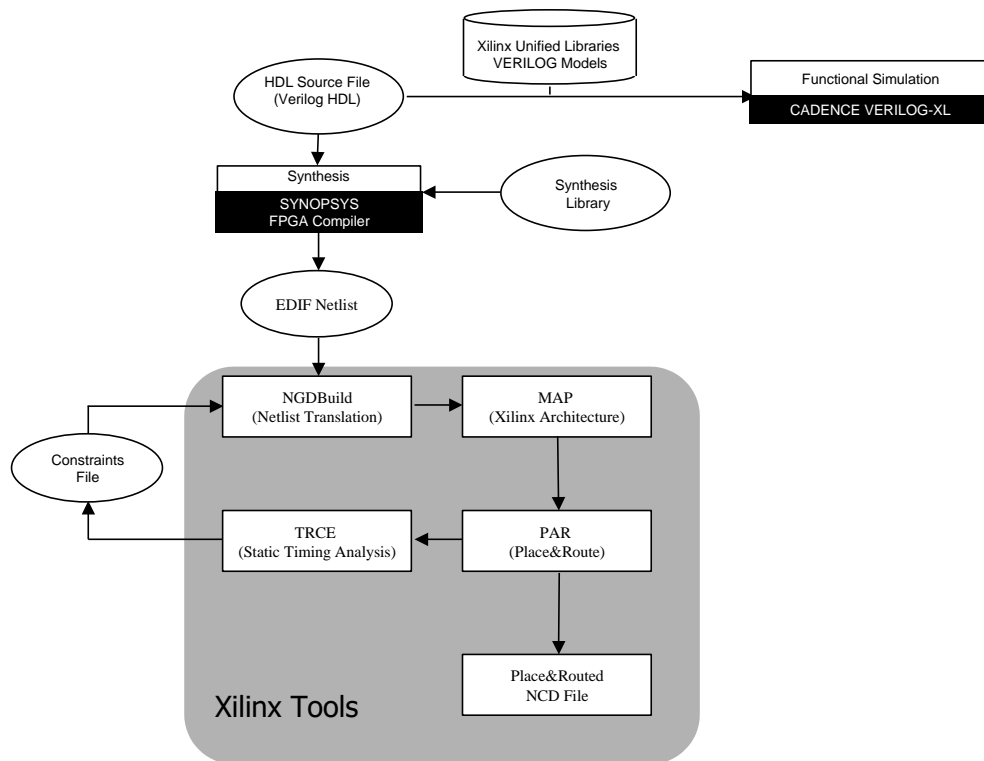 Xilinx Unified Libraries
VERILOG Models
HDL Source File
(Verilog HDL)
Functional Simulation
CADENCE VERILOG-XL
Synthesis
SYNOPSYS
FPGA Compiler
Synthesis
Library
EDIF Netlist
NGDBuild
(Netlist Translation)
MAP
(Xilinx Architecture)
Constraints
File
TRCE
(Static Timing Analysis)
PAR
(Place&Route)
Place&Routed
NCD File
Xilinx Tools